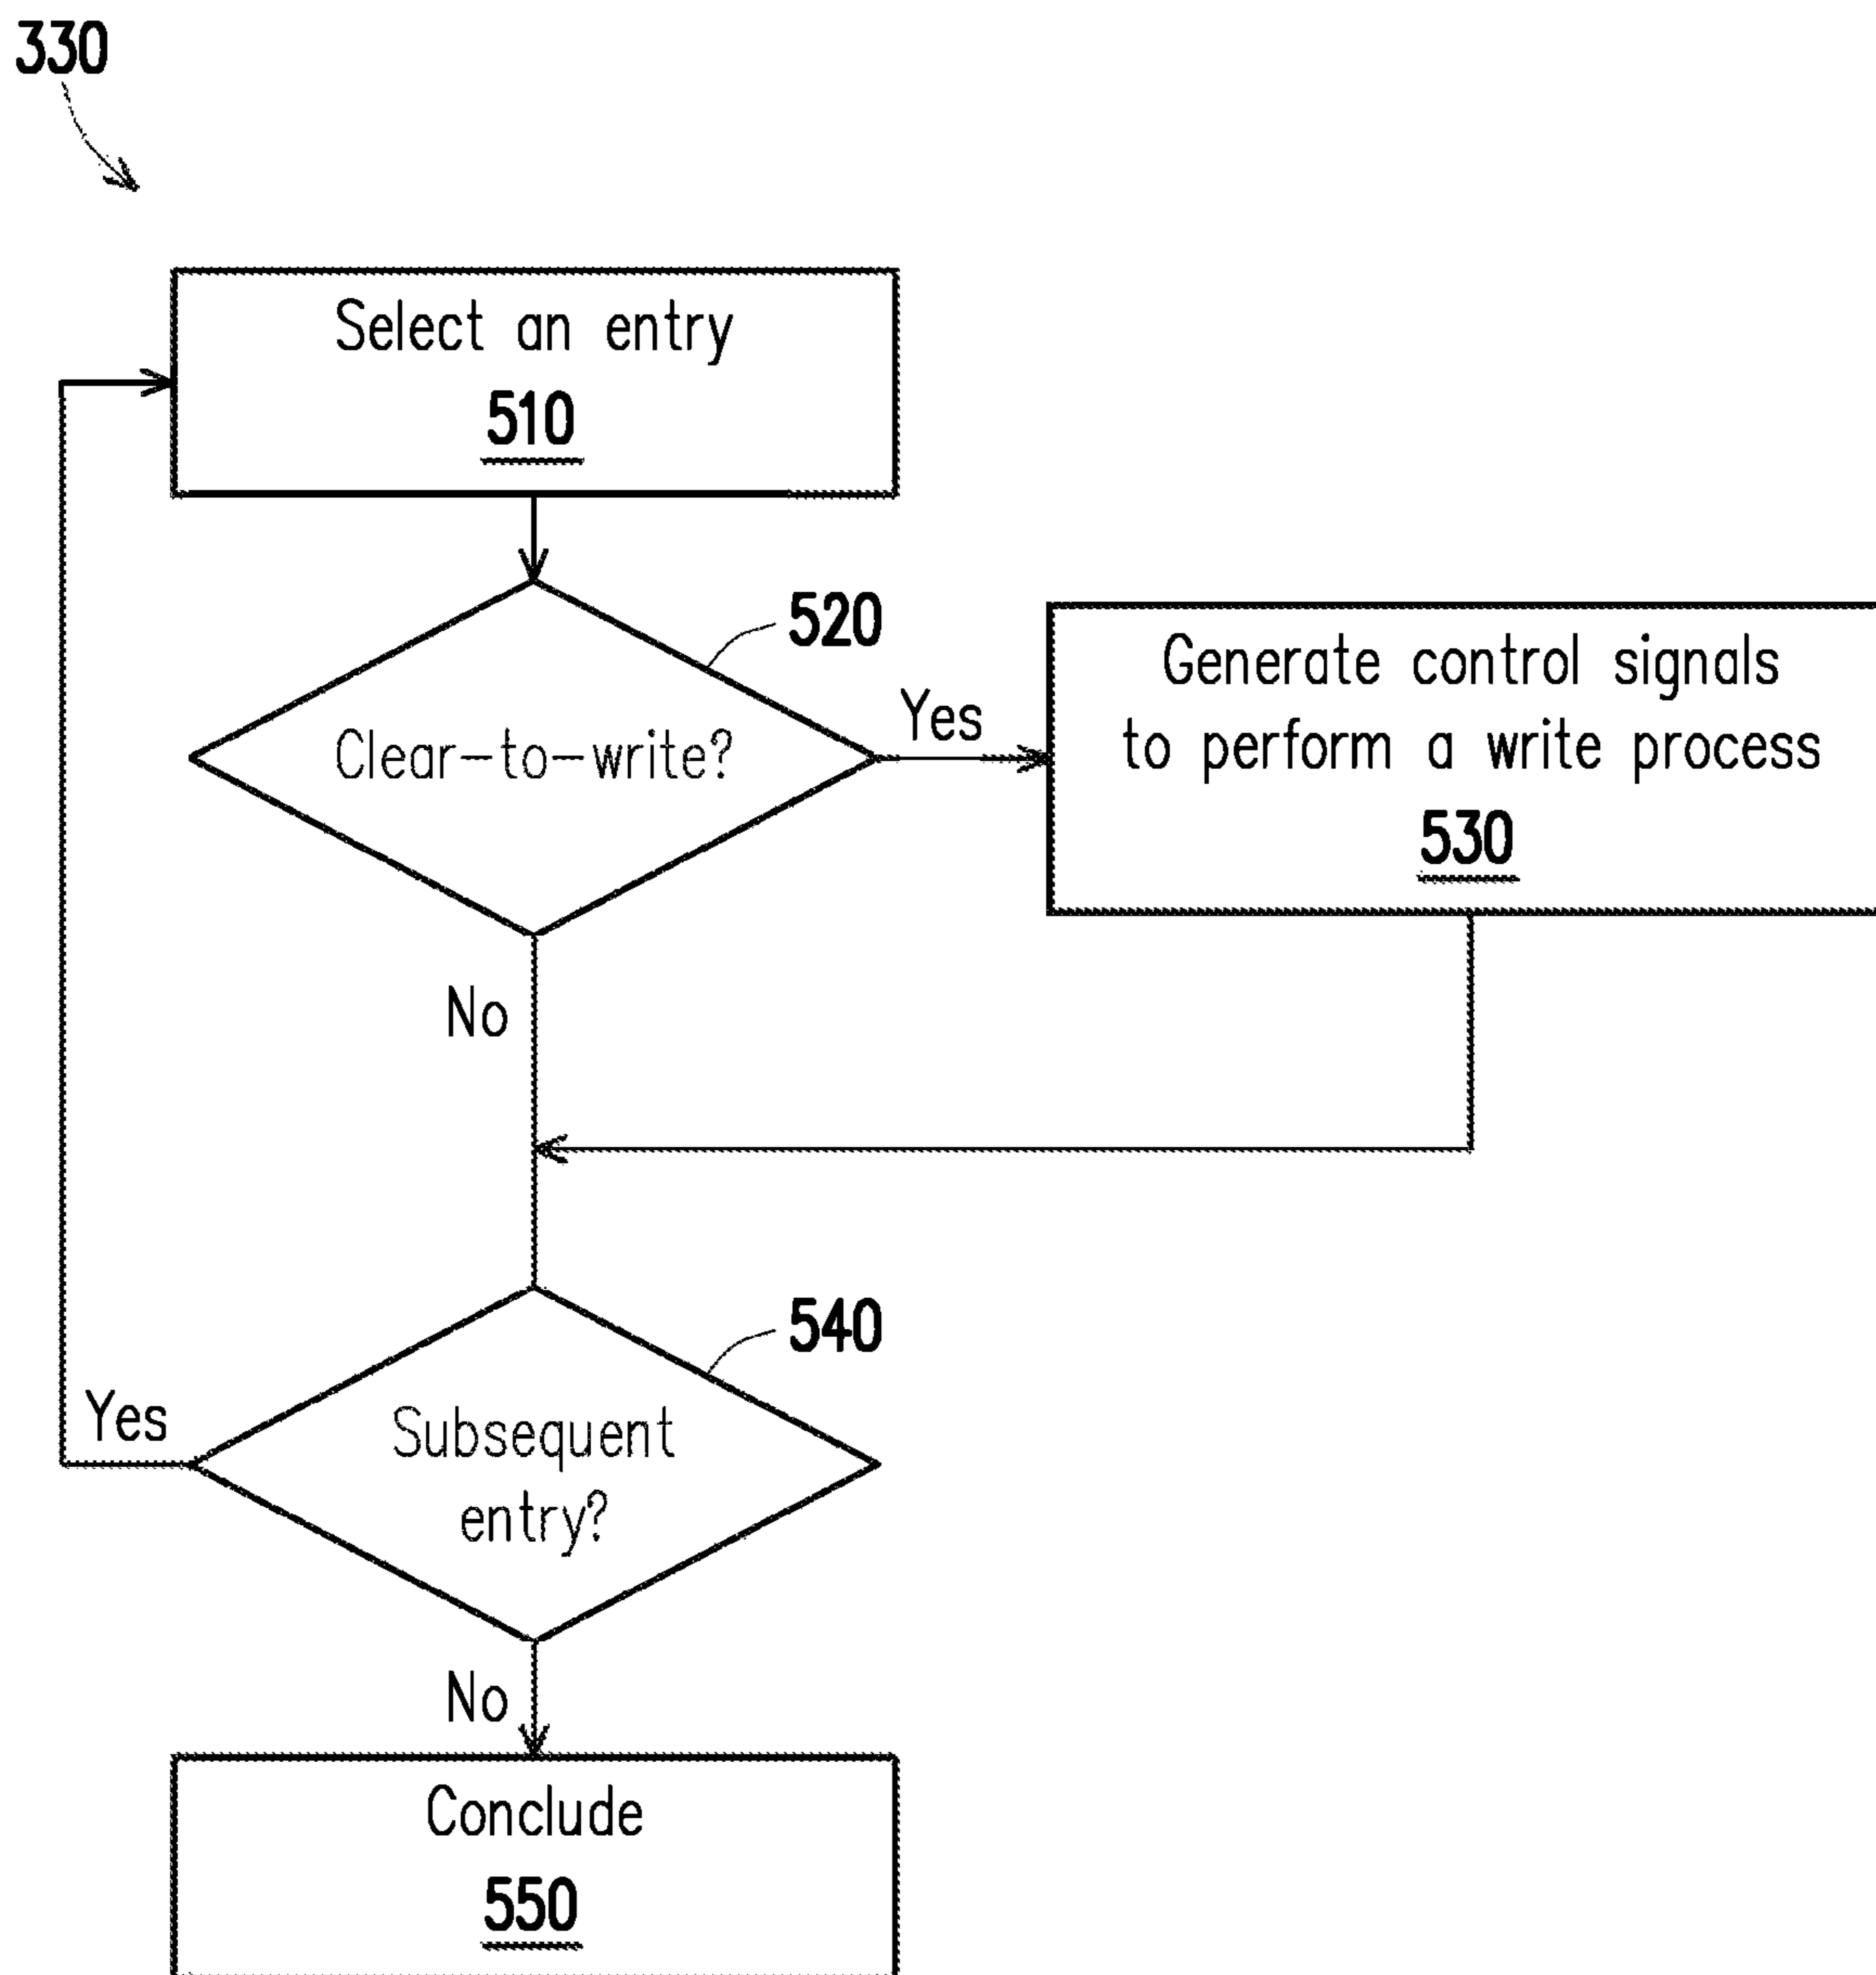 330
Select an entry
510
520
Clear-to-write?
Yes
Generate control signals
to perform a write process
530
No
540
Yes
Subsequent
entry?
No
Conclude
550